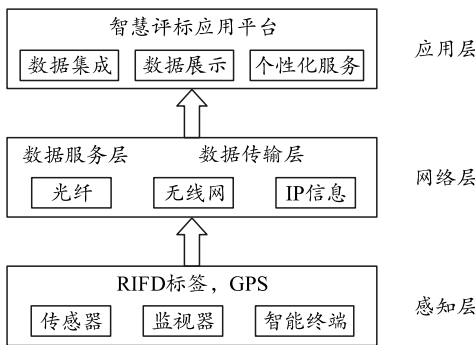 智慧评标应用平台
数据集成 数据展示 个性化服务
应用层
数据服务层 数据传输层
光纤 无线网 IP信息
网络层
RIFD标签，GPS
传感器 监视器 智能终端
感知层